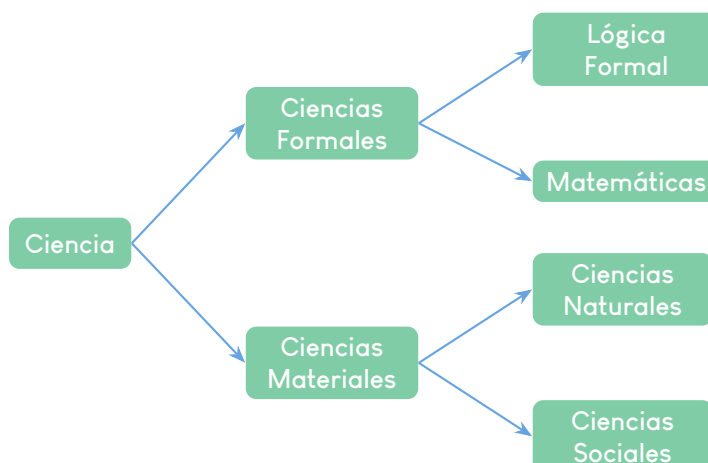 Ciencia
Ciencias
Formales
Lógica
Formal
Matemáticas
Ciencias
Materiales
Ciencias
Naturales
Ciencias
Sociales